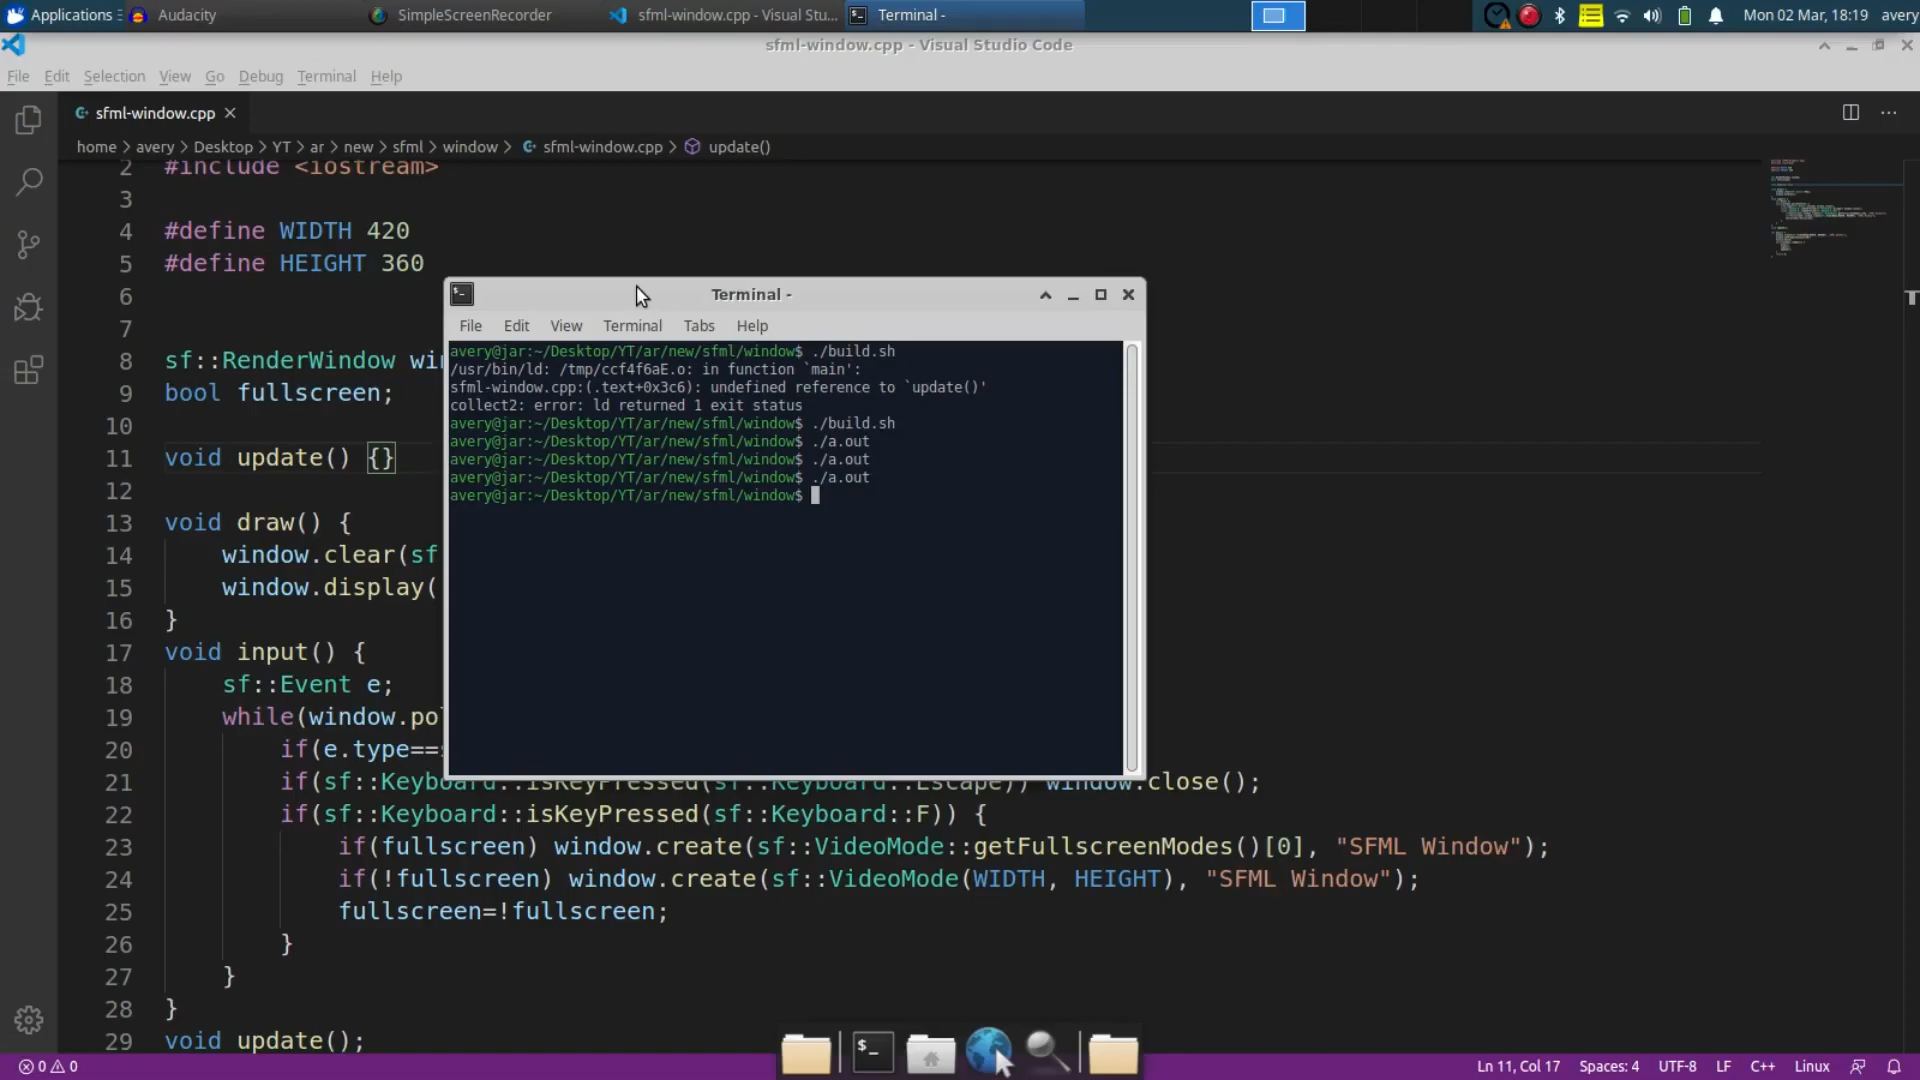 Applications
Audacity
SimpleScreenRecorder
sfml-window.cpp - Visual Stu...
Terminal -
Mon 02 Mar, 18:19
avery
sfml-window.cpp - Visual Studio Code
File Edit Selection View Go Debug Terminal Help
sfml-window.cpp
home > avery > Desktop > YT > ar > new > sfml > window > sfml-window.cpp > update()
2 #include <iostream>
3
4 #define WIDTH 420
5 #define HEIGHT 360
6
7
8 sf::RenderWindow win
9 bool fullscreen;
10
11 void update() {}
12
13 void draw() {
14 window.clear(sf
15 window.display(
16 }
17 void input() {
18 sf::Event e;
19 while(window.pol
20 if(e.type==s
21 if(sf::Keyboard::isKeyPressed(sf::Keyboard::Escape)) window.close();
22 if(sf::Keyboard::isKeyPressed(sf::Keyboard::F)) {
23 if(fullscreen) window.create(sf::VideoMode::getFullscreenModes()[0], "SFML Window");
24 if(!fullscreen) window.create(sf::VideoMode(WIDTH, HEIGHT), "SFML Window");
25 fullscreen=!fullscreen;
26 }
27 }
28 }
29 void update();
Terminal -
File Edit View Terminal Tabs Help
avery@jar:~/Desktop/YT/ar/new/sfml/window$ ./build.sh
/usr/bin/ld: /tmp/ccf4f6aE.o: in function `main':
sfml-window.cpp:(.text+0x3c6): undefined reference to `update()'
collect2: error: ld returned 1 exit status
avery@jar:~/Desktop/YT/ar/new/sfml/window$ ./build.sh
avery@jar:~/Desktop/YT/ar/new/sfml/window$ ./a.out
avery@jar:~/Desktop/YT/ar/new/sfml/window$ ./a.out
avery@jar:~/Desktop/YT/ar/new/sfml/window$ ./a.out
avery@jar:~/Desktop/YT/ar/new/sfml/window$
0 0
Ln 11, Col 17 Spaces: 4 UTF-8 LF C++ Linux